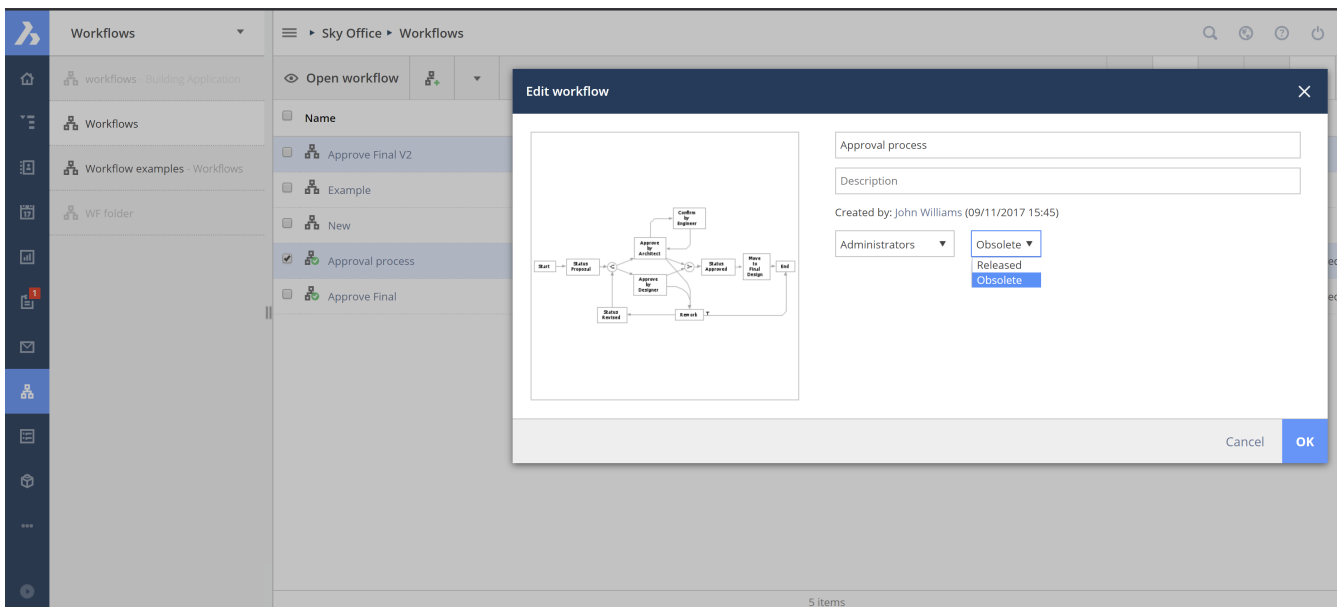 Workflows
Sky Office
Workflows
workflows - Building Application
Workflows
Workflow examples - Workflows
WF folder
17
1
Open workflow
Name
Approve Final V2
Example
New
Approval process
Approve Final
5 items
Edit workflow
Start
Status Proposal
Approve by Architect
Confirm by Engineer
Approve by Designer
Status Approved
Move to Final Design
End
Status Revised
Rework
Approval process
Description
Created by: John Williams (09/11/2017 15:45)
Administrators
Obsolete
Released
Obsolete
Cancel
OK